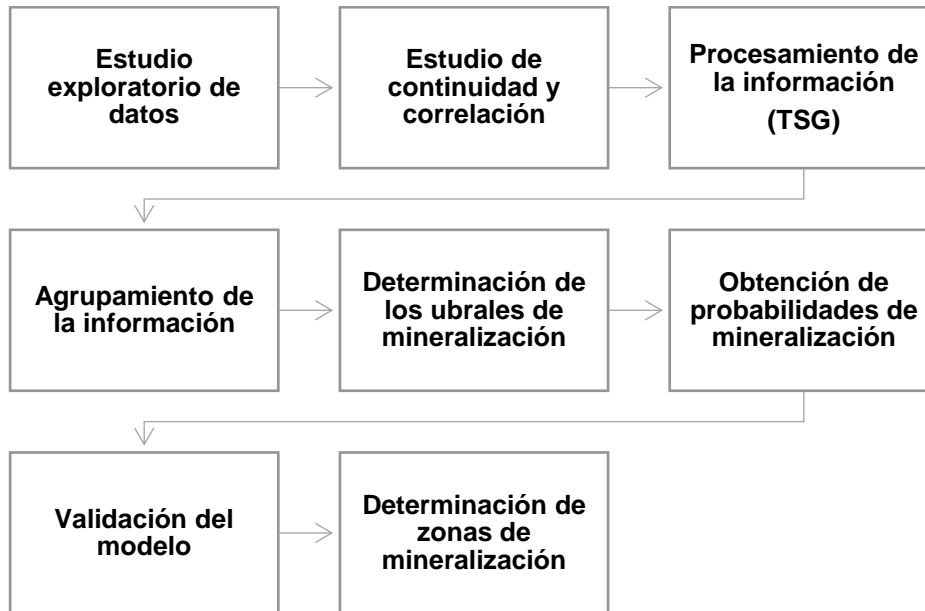 Estudio
exploratorio de
datos
Estudio de
continuidad y
correlación
Procesamiento de
la información
(TSG)
Agrupamiento de
la información
Determinación de
los ubrales de
mineralización
Obtención de
probabilidades de
mineralización
Validación del
modelo
Determinación de
zonas de
mineralización